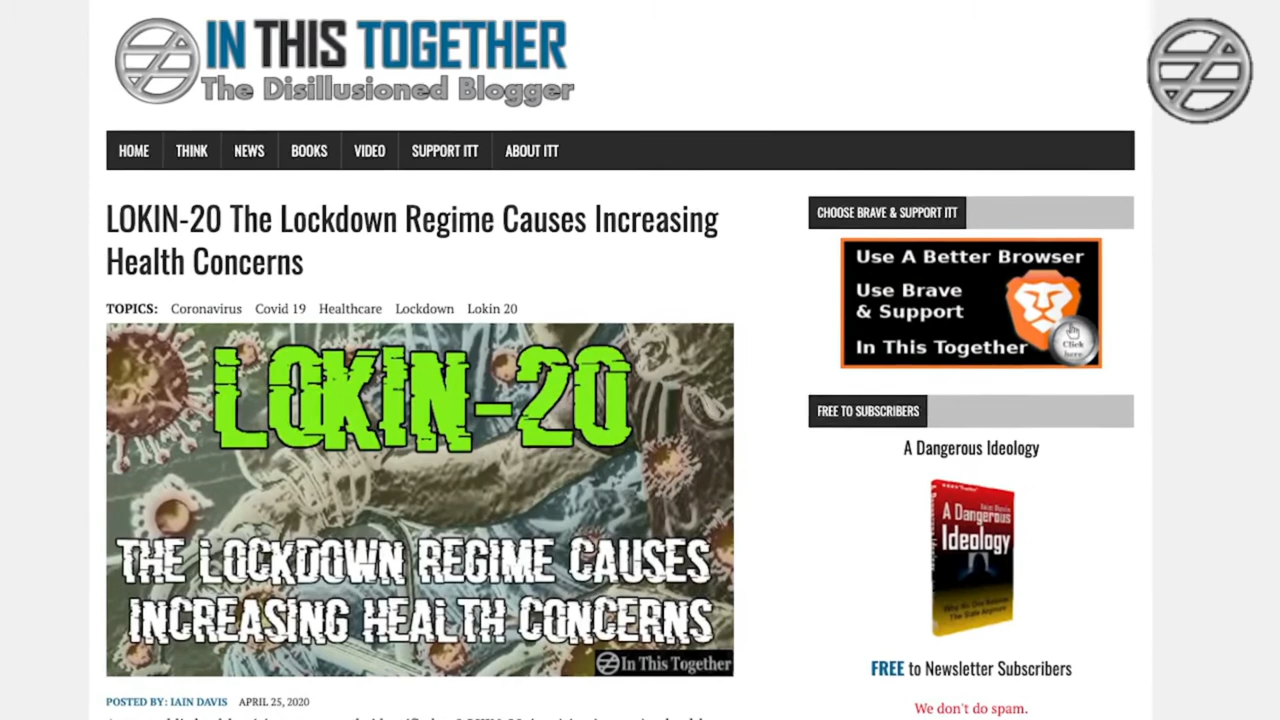 IN THIS TOGETHER
The Disillusioned Blogger
HOME THINK NEWS BOOKS VIDEO SUPPORT ITT ABOUT ITT
LOKIN-20 The Lockdown Regime Causes Increasing
Health Concerns
TOPICS: Coronavirus Covid 19 Healthcare Lockdown Lokin 20
LOKIN-20
THE LOCKDOWN REGIME CAUSES
INCREASING HEALTH CONCERNS
In This Together
POSTED BY: IAIN DAVIS APRIL 25, 2020
CHOOSE BRAVE & SUPPORT ITT
Use A Better Browser
Use Brave
& Support
In This Together
Click
here
FREE TO SUBSCRIBERS
A Dangerous Ideology
Iain Davis
A Dangerous
Ideology
FREE to Newsletter Subscribers
We don't do spam.